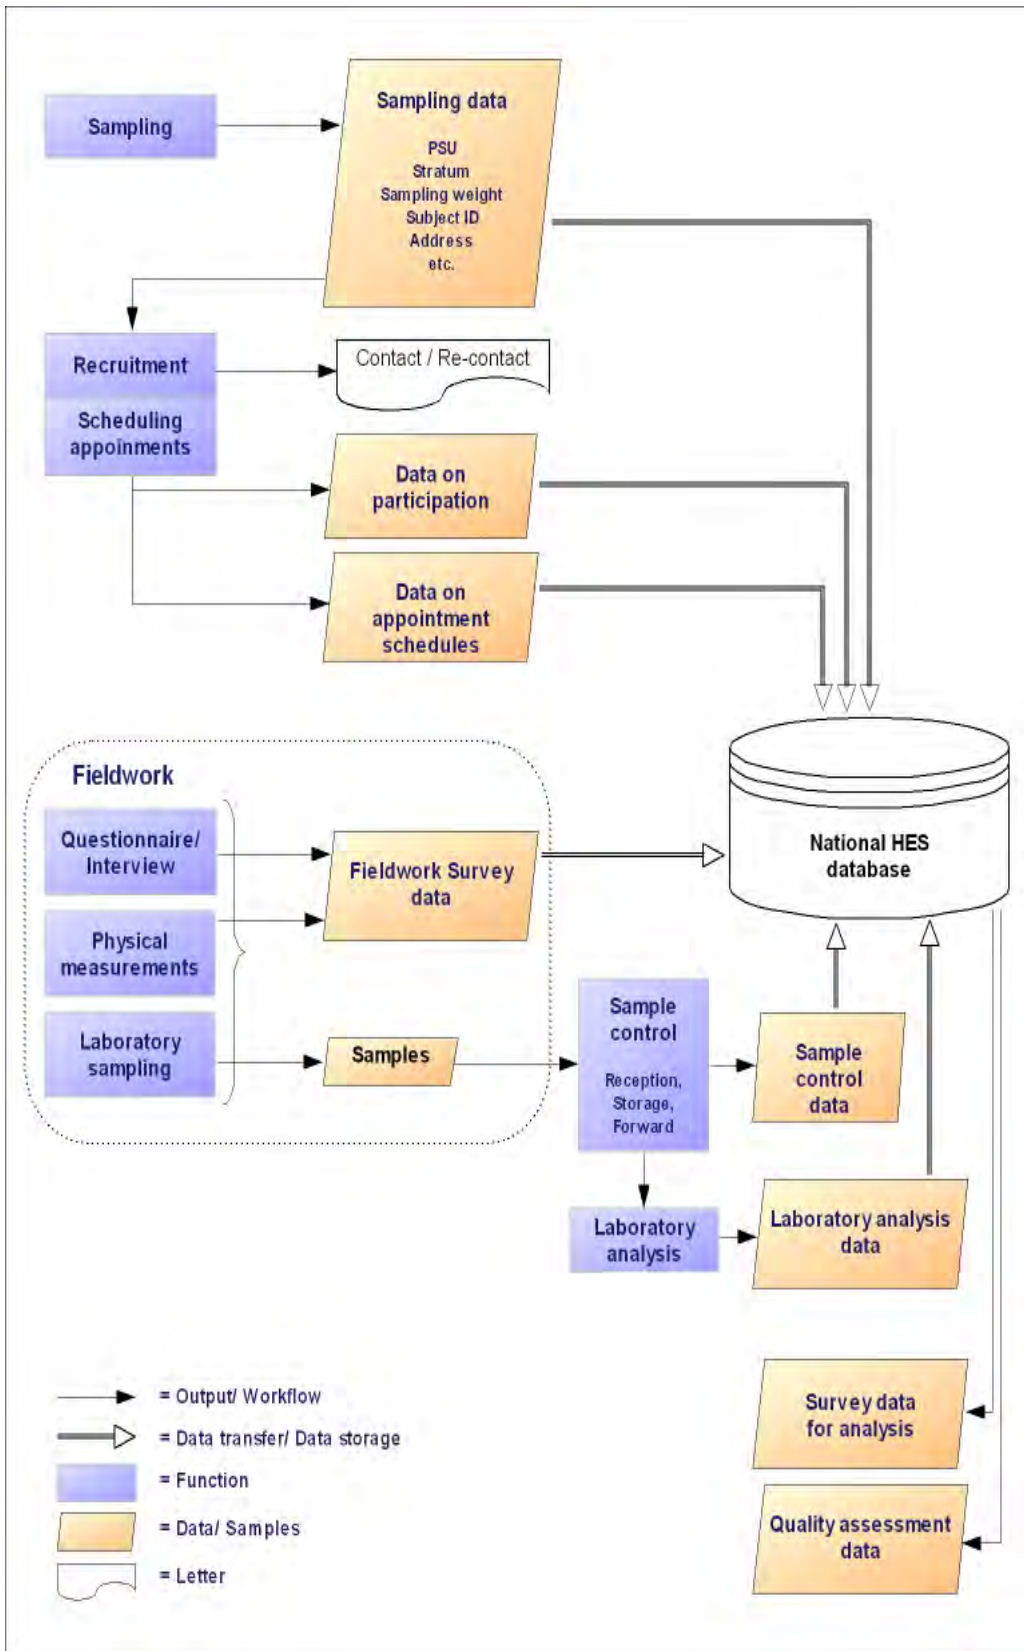 Sampling
Sampling data
PSU
Stratum
Sampling weight
Subject ID
Address
etc.
Recruitment
Contact / Re-contact
Scheduling
appoinments
Data on
participation
Data on
appointment
schedules
Fieldwork
Questionnaire/
Interview
Fieldwork Survey
data
National HES
database
Physical
measurements
Laboratory
sampling
Samples
Sample
control
Reception,
Storage,
Forward
Sample
control
data
Laboratory
analysis
Laboratory analysis
data
Survey data
for analysis
Quality assessment
data
= Output/ Workflow
= Data transfer/ Data storage
= Function
= Data/ Samples
= Letter